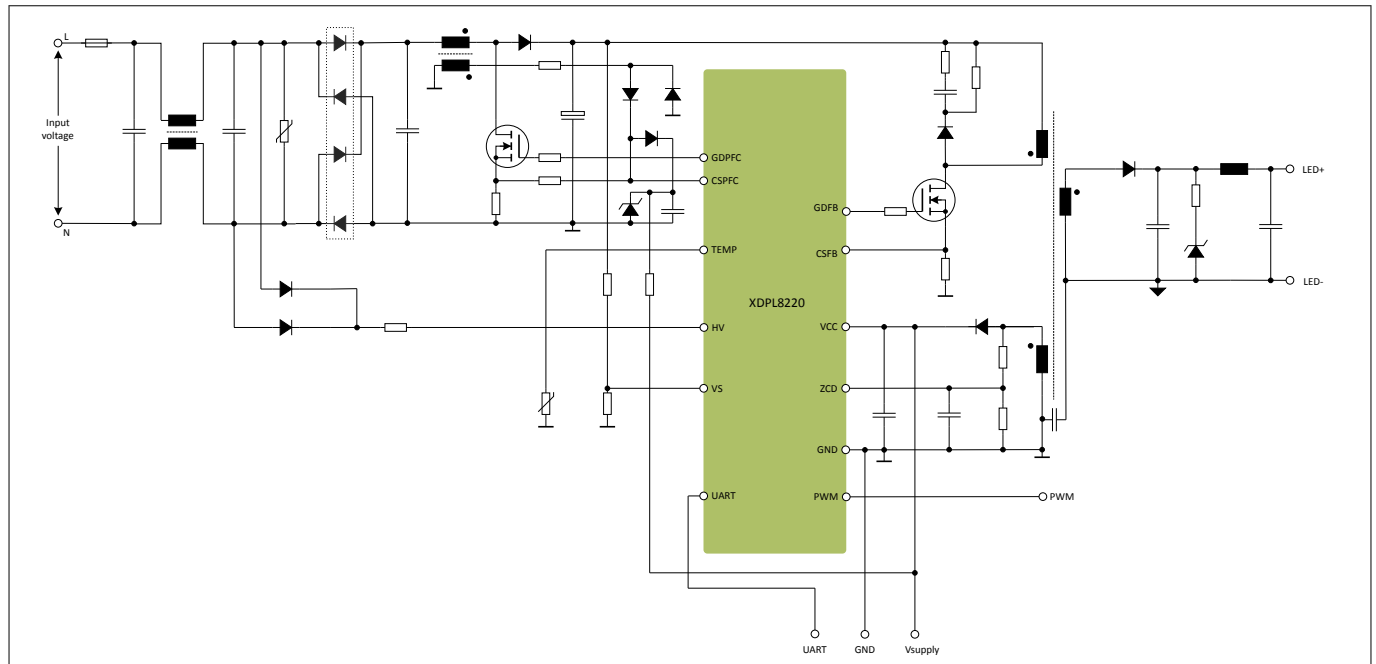 L
Input
voltage
N
GDPFC
CSPFC
TEMP
HV
VS
UART
XDPL8220
GDFB
CSFB
VCC
ZCD
GND
PWM
PWM
LED+
LED-
UART
GND
Vsupply